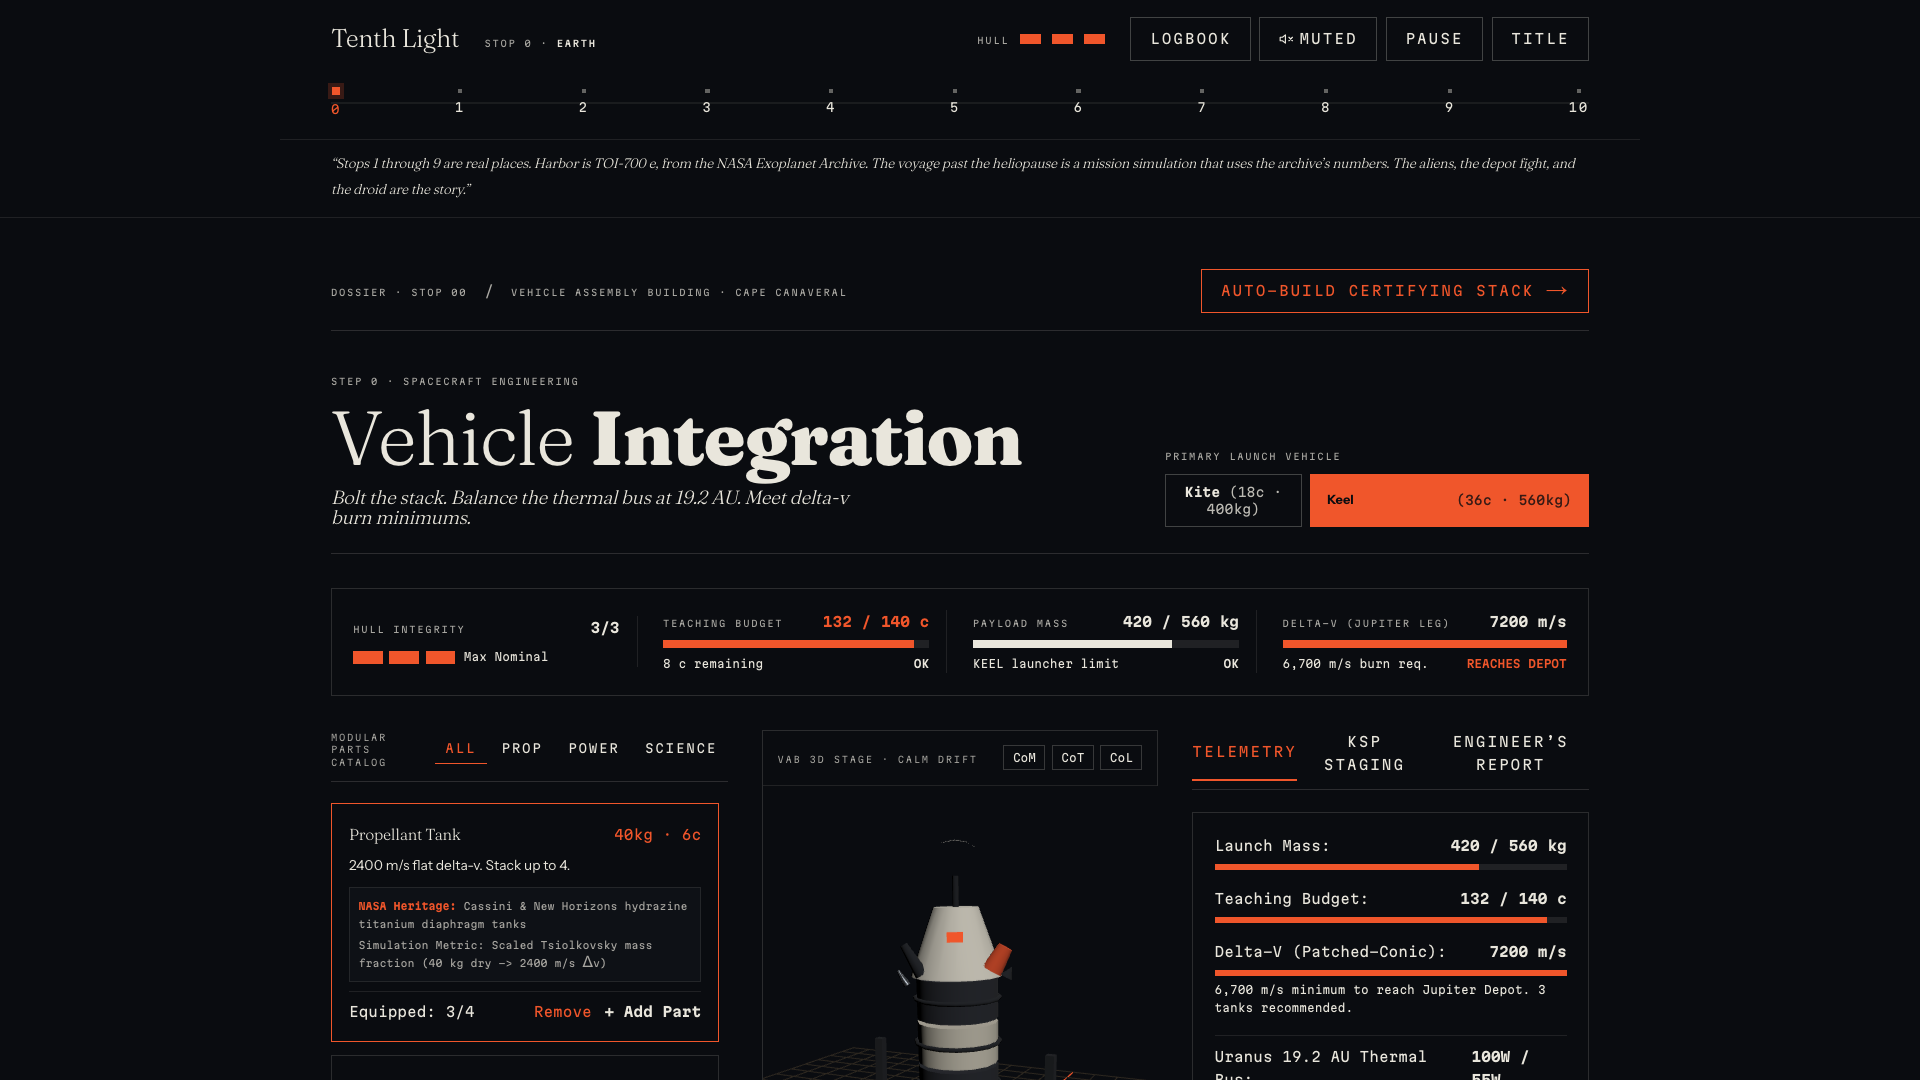 Tenth Light
STOP 0 · EARTH
HULL
LOGBOOK
MUTED
PAUSE
TITLE
0 1 2 3 4 5 6 7 8 9 10
“Stops 1 through 9 are real places. Harbor is TOI-700 e, from the NASA Exoplanet Archive. The voyage past the heliopause is a mission simulation that uses the archive’s numbers. The aliens, the depot fight, and
the droid are the story.”
DOSSIER · STOP 00 / VEHICLE ASSEMBLY BUILDING · CAPE CANAVERAL
AUTO-BUILD CERTIFYING STACK →
STEP 0 · SPACECRAFT ENGINEERING
Vehicle Integration
Bolt the stack. Balance the thermal bus at 19.2 AU. Meet delta-v
burn minimums.
PRIMARY LAUNCH VEHICLE
Kite (18c ·
400kg)
Keel (36c · 560kg)
HULL INTEGRITY 3/3
Max Nominal
TEACHING BUDGET 132 / 140 c
8 c remaining OK
PAYLOAD MASS 420 / 560 kg
KEEL launcher limit OK
DELTA-V (JUPITER LEG) 7200 m/s
6,700 m/s burn req. REACHES DEPOT
MODULAR
PARTS
CATALOG
ALL PROP POWER SCIENCE
Propellant Tank 40kg · 6c
2400 m/s flat delta-v. Stack up to 4.
NASA Heritage: Cassini & New Horizons hydrazine
titanium diaphragm tanks
Simulation Metric: Scaled Tsiolkovsky mass
fraction (40 kg dry —> 2400 m/s Δv)
Equipped: 3/4 Remove + Add Part
VAB 3D STAGE · CALM DRIFT
CoM CoT CoL
TELEMETRY
KSP
STAGING
ENGINEER’S
REPORT
Launch Mass: 420 / 560 kg
Teaching Budget: 132 / 140 c
Delta-V (Patched-Conic): 7200 m/s
6,700 m/s minimum to reach Jupiter Depot. 3
tanks recommended.
Uranus 19.2 AU Thermal 100W /
Bus: 55W